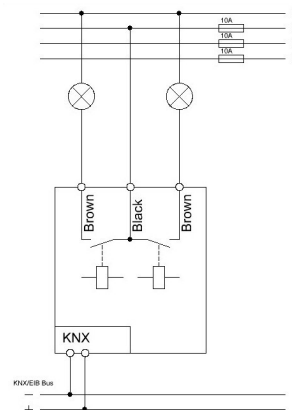 10A
10A
10A
Brown
Black
Brown
KNX
KNX/EIB Bus
–
+